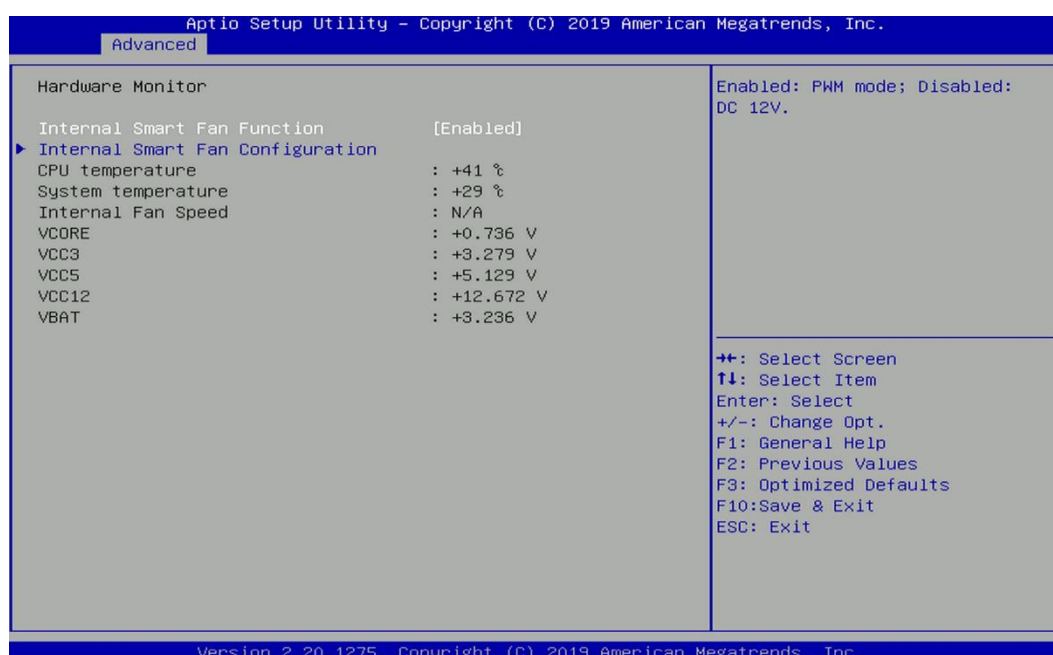 Aptio Setup Utility – Copyright (C) 2019 American Megatrends, Inc.
Advanced
Hardware Monitor
Internal Smart Fan Function [Enabled]
Internal Smart Fan Configuration
CPU temperature : +41 ℃
System temperature : +29 ℃
Internal Fan Speed : N/A
VCORE : +0.736 V
VCC3 : +3.279 V
VCC5 : +5.129 V
VCC12 : +12.672 V
VBAT : +3.236 V
Enabled: PWM mode; Disabled:
DC 12V.
→←: Select Screen
↑↓: Select Item
Enter: Select
+/-: Change Opt.
F1: General Help
F2: Previous Values
F3: Optimized Defaults
F10:Save & Exit
ESC: Exit
Version 2.20.1275. Copyright (C) 2019 American Megatrends, Inc.